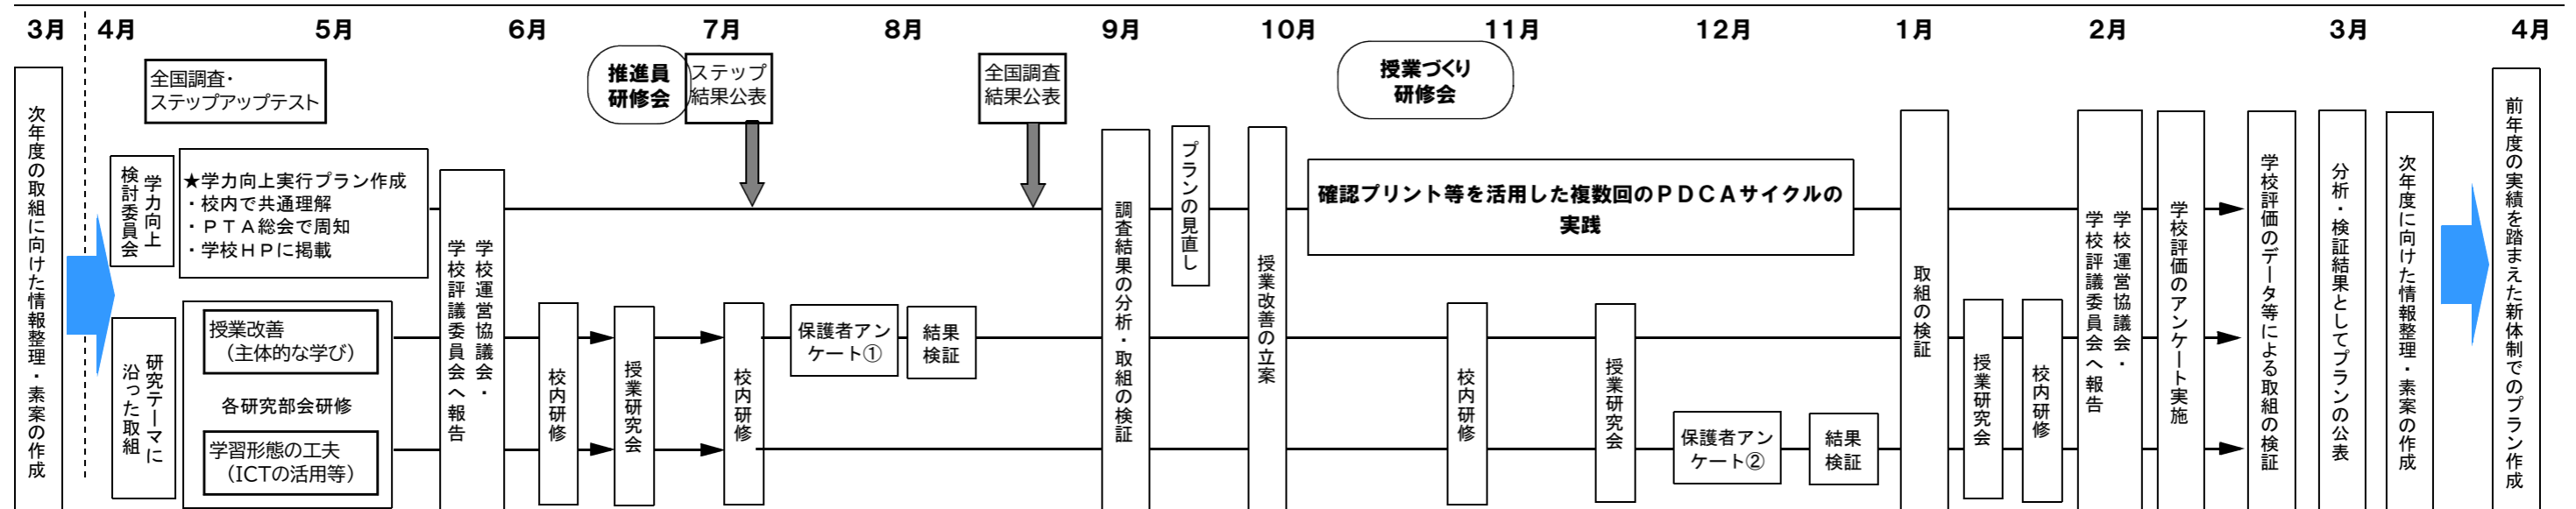 3月
4月
5月
6月
7月
8月
9月
10月
11月
12月
1月
2月
3月
4月
次年度の取組に向けた情報整理・素案の作成
全国調査・
ステップアップテスト
学力向上
検討委員会
★学力向上実行プラン作成
・校内で共通理解
・ＰＴＡ総会で周知
・学校ＨＰに掲載
研究テーマに
沿った取組
授業改善
（主体的な学び）
各研究部会研修
学習形態の工夫
（ICTの活用等）
学校運営協議会・
学校評議委員会へ報告
校内研修
推進員
研修会
授業研究会
ステップ
結果公表
校内研修
保護者アン
ケート①
結果
検証
全国調査
結果公表
調査結果の分析・取組の検証
プランの見直し
授業改善の立案
授業づくり
研修会
確認プリント等を活用した複数回のＰＤＣＡサイクルの
実践
校内研修
授業研究会
保護者アン
ケート②
結果
検証
取組の検証
授業研究会
校内研修
学校運営協議会・
学校評議委員会へ報告
学校評価のアンケート実施
学校評価のデータ等による取組の検証
分析・検証結果としてプランの公表
次年度に向けた情報整理・素案の作成
前年度の実績を踏まえた新体制でのプラン作成